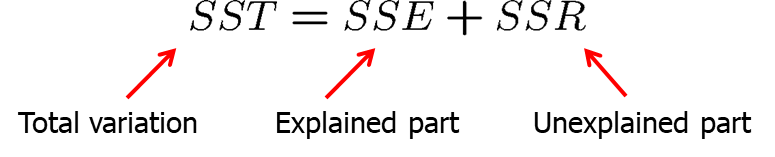 SST = SSE + SSR
Total variation Explained part Unexplained part